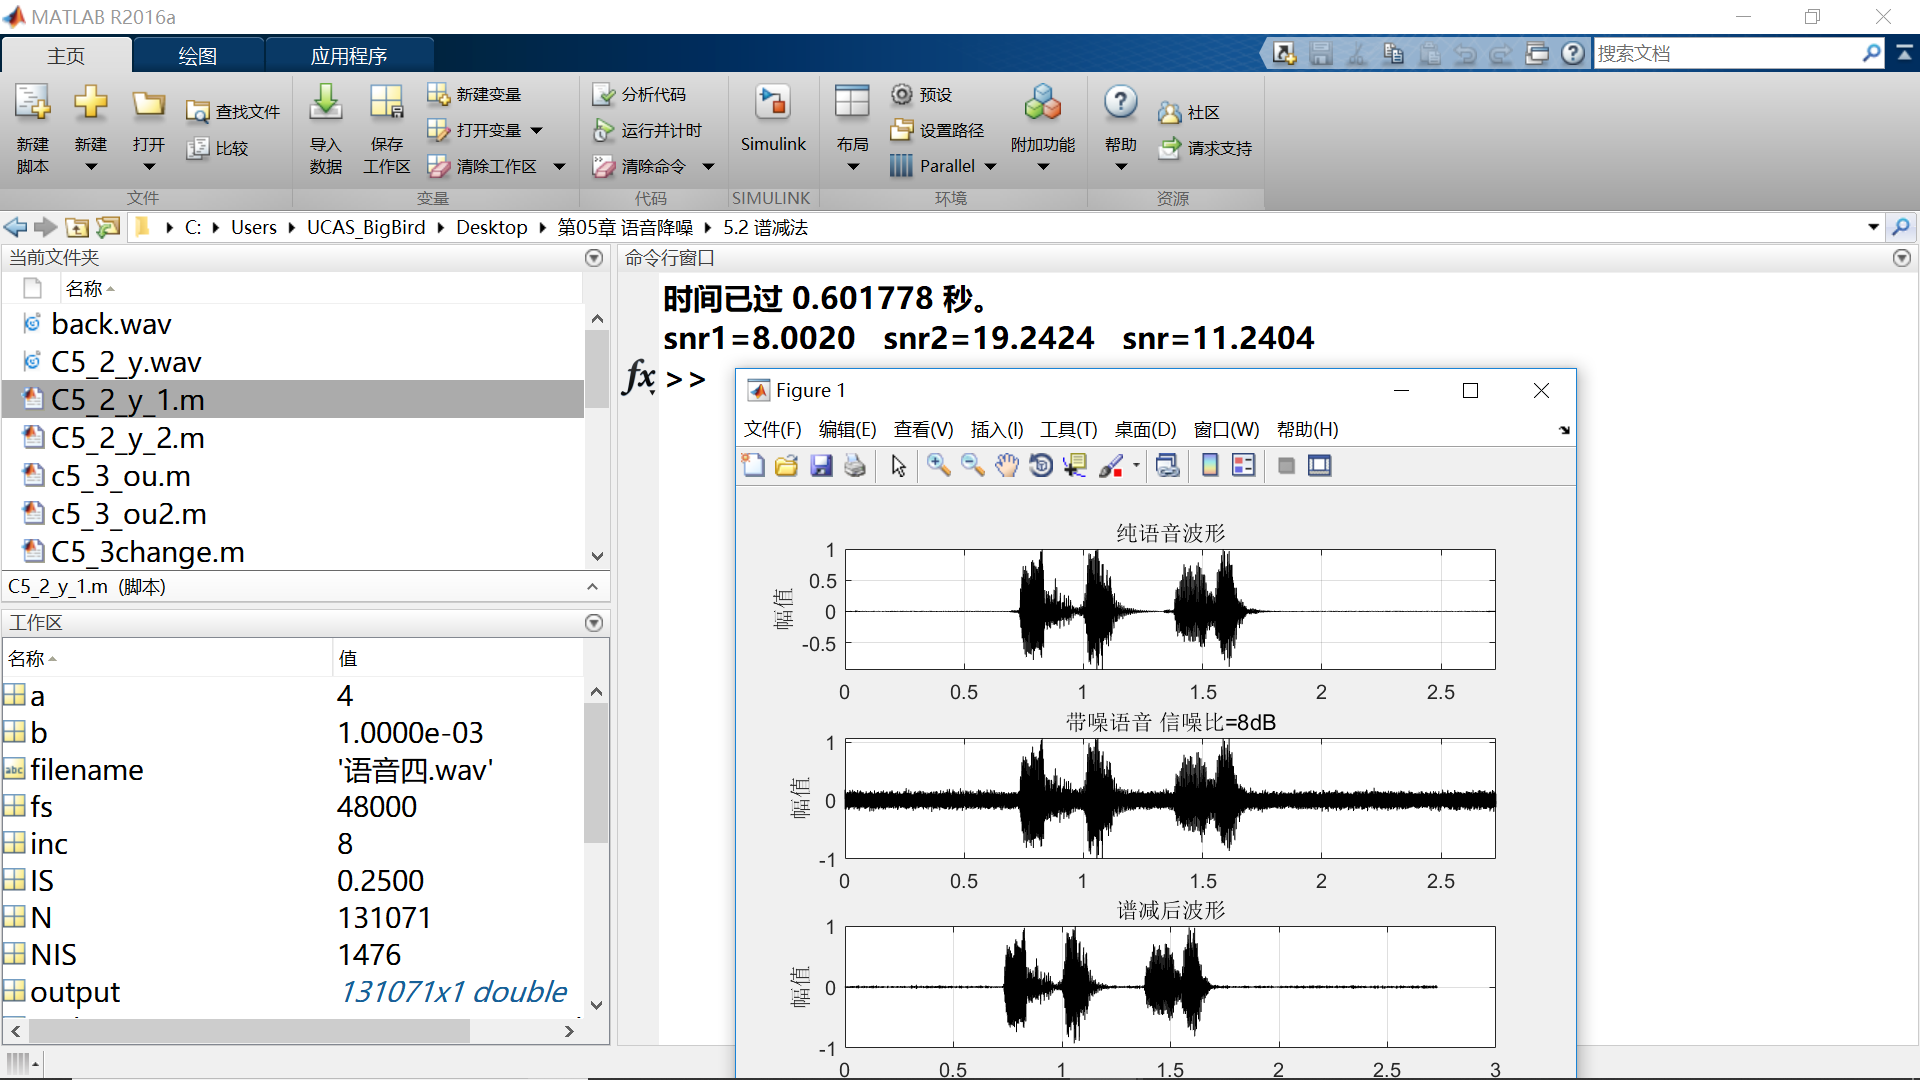 MATLAB R2016a
主页 绘图 应用程序
搜索文档
新建脚本 新建 打开 查找文件 比较
导入数据 保存工作区 新建变量 打开变量 清除工作区
分析代码 运行并计时 清除命令
Simulink
布局 预设 设置路径 Parallel 附加功能
帮助 社区 请求支持
文件 变量 代码 SIMULINK 环境 资源
C: Users UCAS_BigBird Desktop 第05章 语音降噪 5.2 谱减法
当前文件夹
名称
back.wav
C5_2_y.wav
C5_2_y_1.m
C5_2_y_2.m
c5_3_ou.m
c5_3_ou2.m
C5_3change.m
C5_2_y_1.m (脚本)
工作区
名称 值
a 4
b 1.0000e-03
abc filename '语音四.wav'
fs 48000
inc 8
IS 0.2500
N 131071
NIS 1476
output 131071x1 double
命令行窗口
时间已过 0.601778 秒。
snr1=8.0020 snr2=19.2424 snr=11.2404
fx >>
Figure 1
文件(F) 编辑(E) 查看(V) 插入(I) 工具(T) 桌面(D) 窗口(W) 帮助(H)
纯语音波形
幅值
1
0.5
0
-0.5
0 0.5 1 1.5 2 2.5
带噪语音 信噪比=8dB
幅值
1
0
-1
0 0.5 1 1.5 2 2.5
谱减后波形
幅值
1
0
-1
0 0.5 1 1.5 2 2.5 3